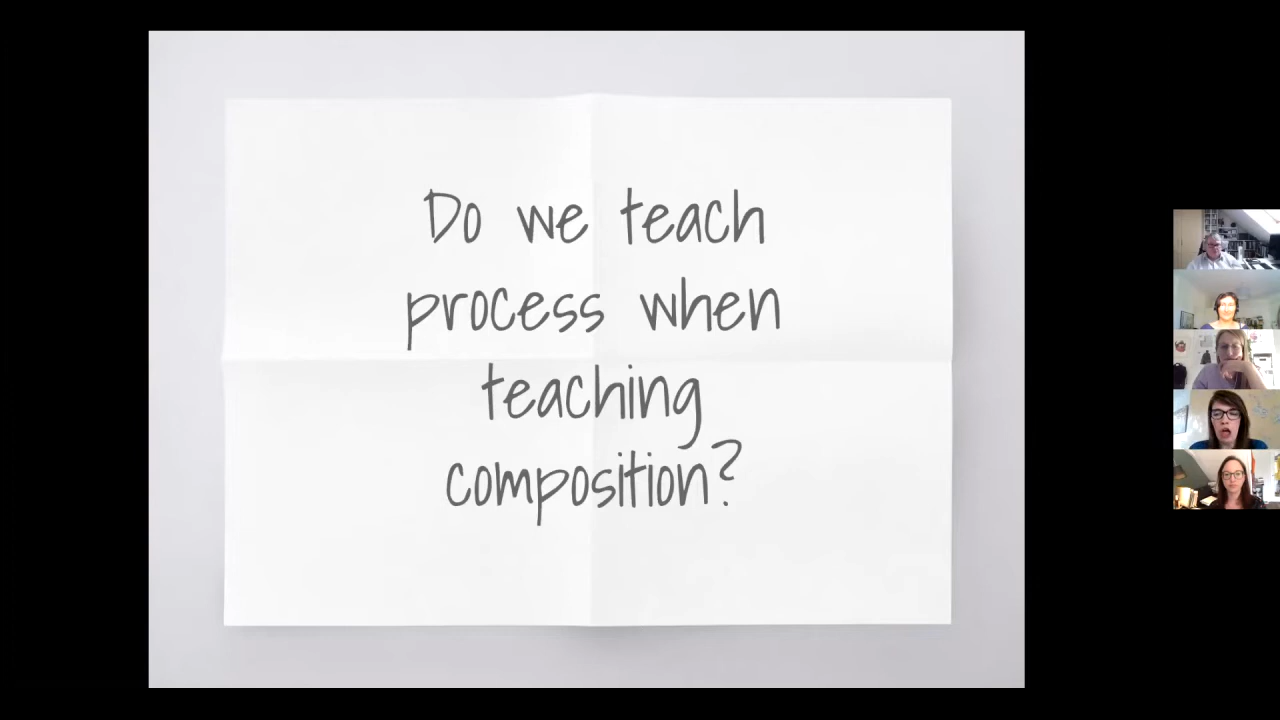 Do we teach
process when
teaching
composition?